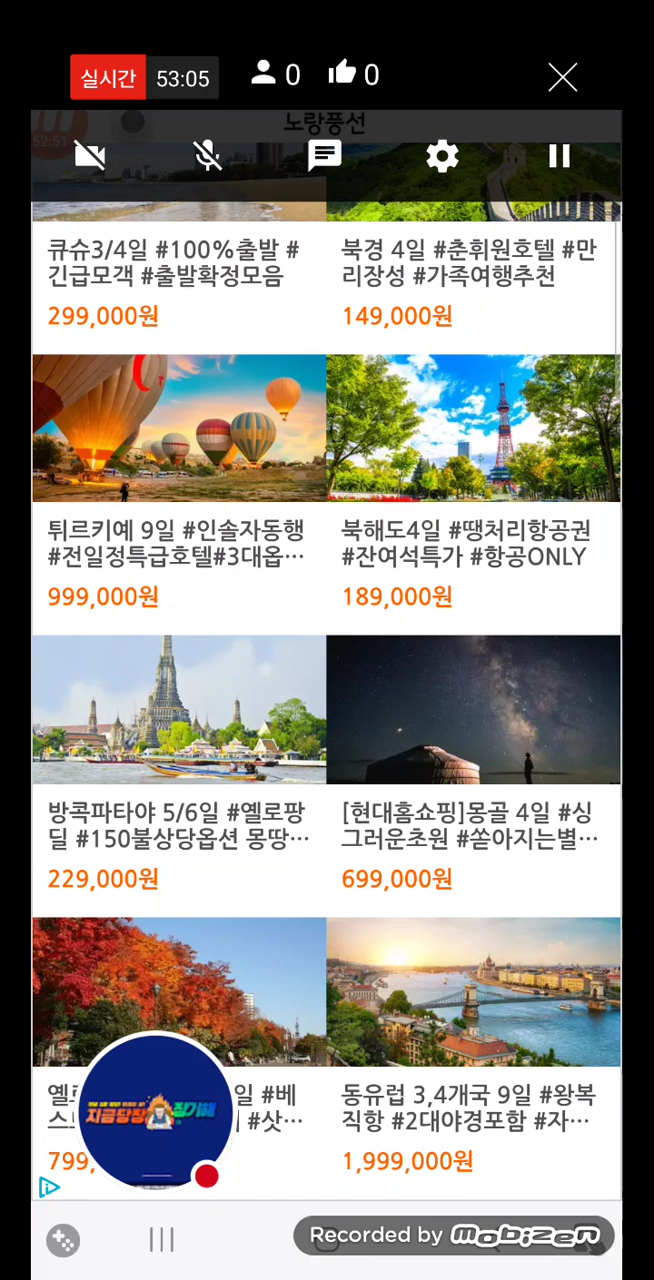 실시간 53:05 0 0
노랑풍선
52:51
큐슈3/4일 #100%출발 #
긴급모객 #출발확정모음
299,000원
북경 4일 #춘휘원호텔 #만
리장성 #가족여행추천
149,000원
튀르키예 9일 #인솔자동행
#전일정특급호텔#3대옵…
999,000원
북해도4일 #땡처리항공권
#잔여석특가 #항공ONLY
189,000원
방콕파타야 5/6일 #옐로팡
딜 #150불상당옵션 몽땅…
229,000원
[현대홈쇼핑]몽골 4일 #싱
그러운초원 #쏟아지는별…
699,000원
일 #베
#삿…
799,
동유럽 3,4개국 9일 #왕복
직항 #2대야경포함 #자…
1,999,000원
지금당장
Recorded by mobizen